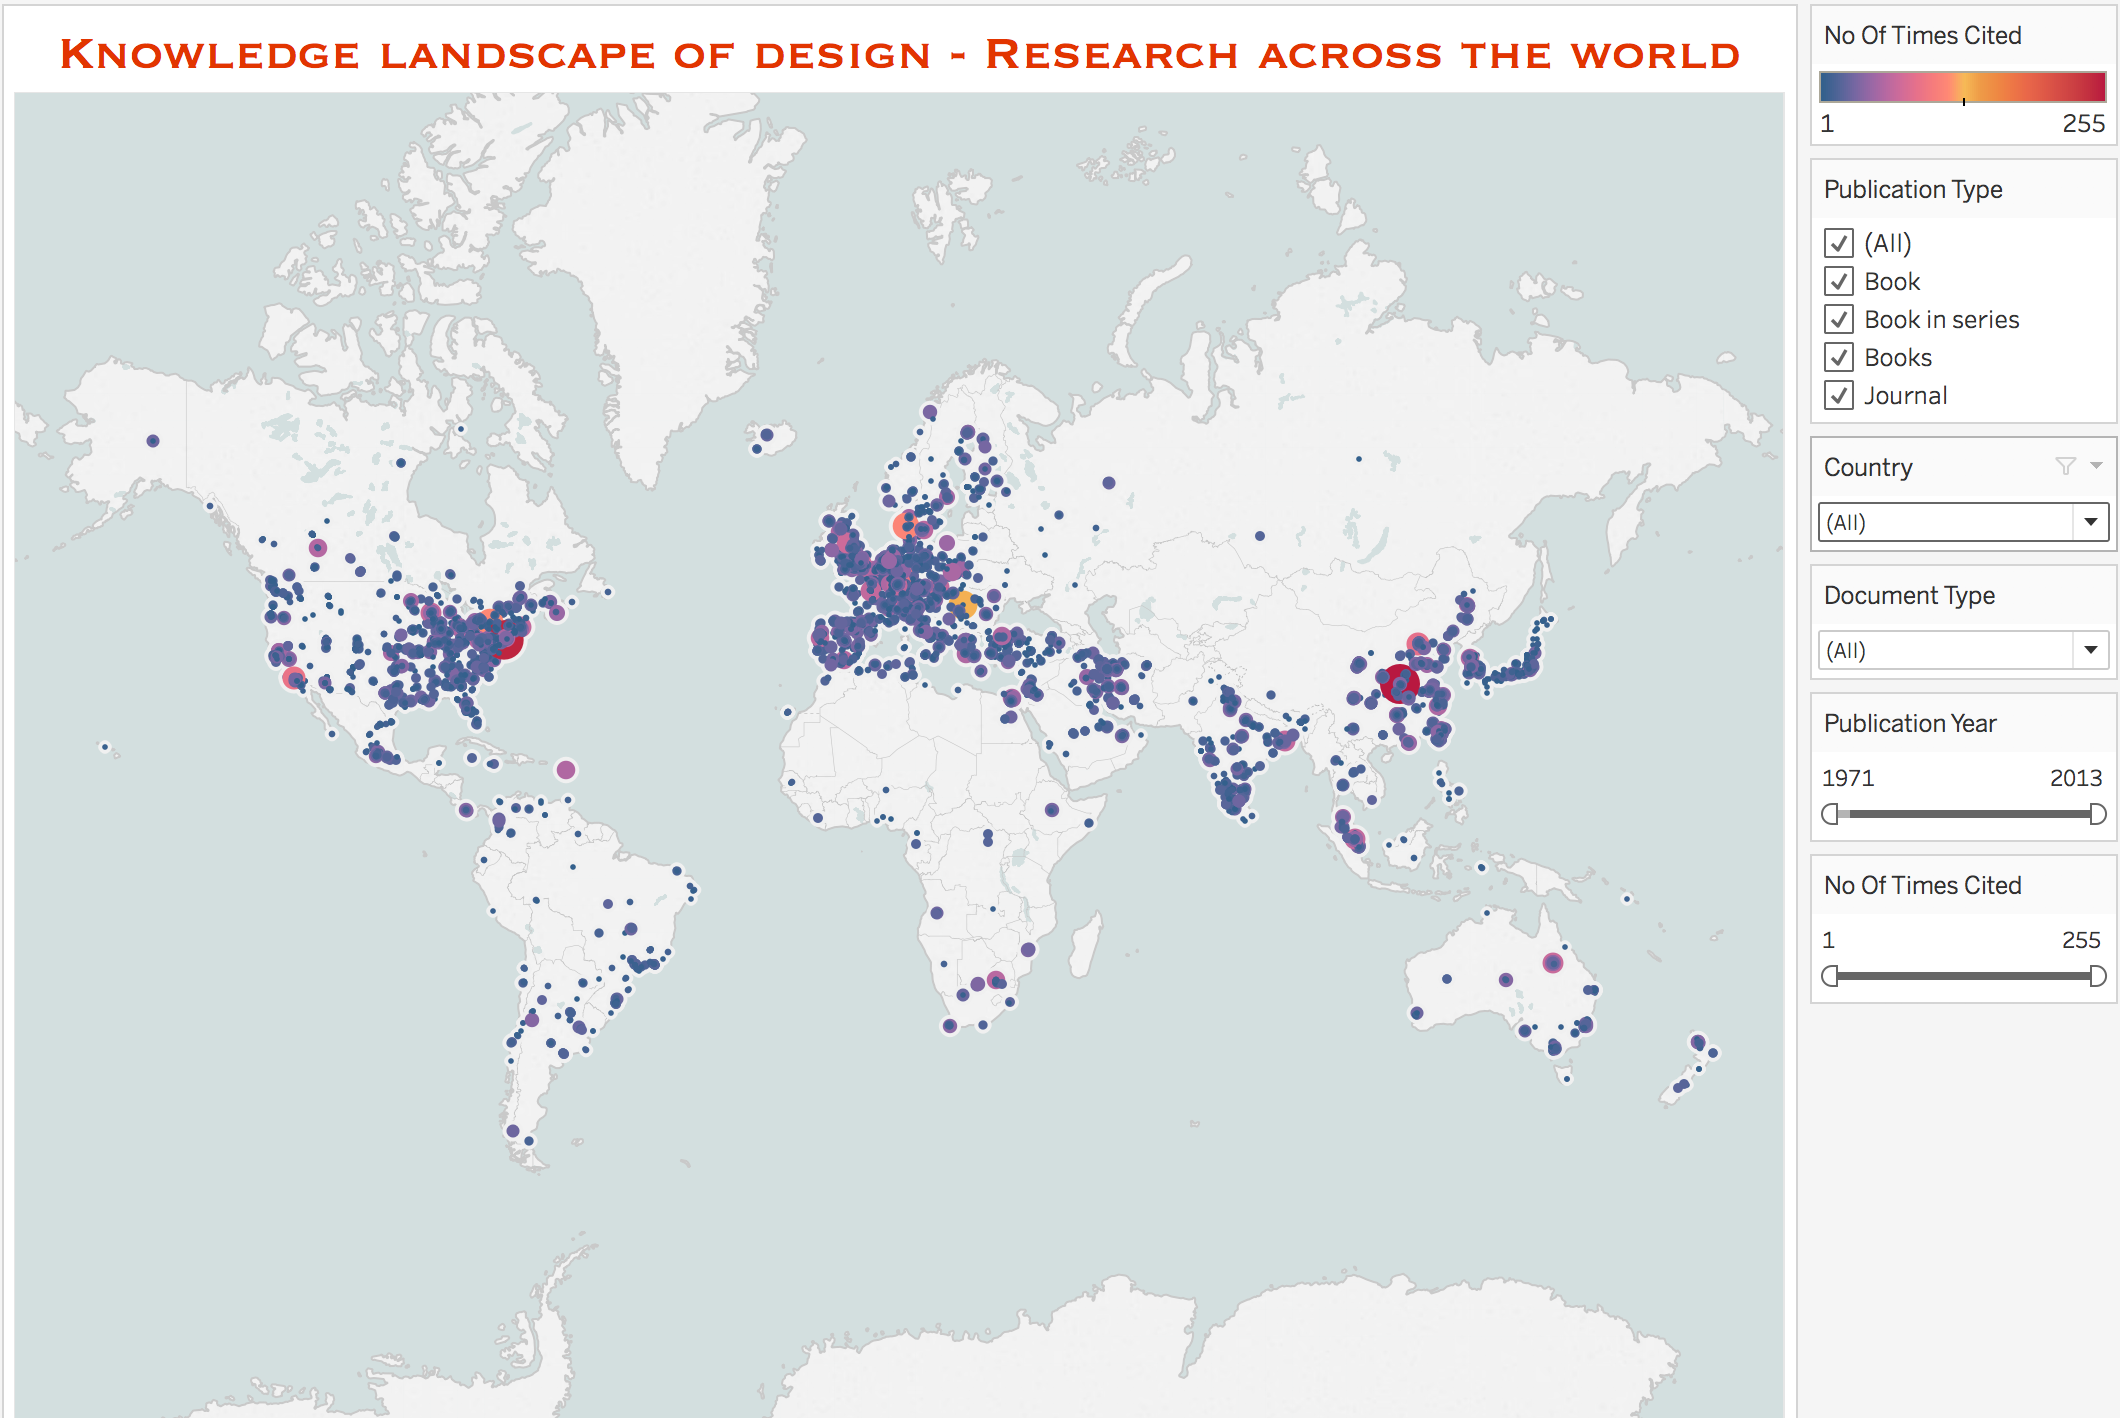 Knowledge landscape of design - Research across the world
No Of Times Cited
1 255
Publication Type
(All)
Book
Book in series
Books
Journal
Country
(All)
Document Type
(All)
Publication Year
1971 2013
No Of Times Cited
1 255